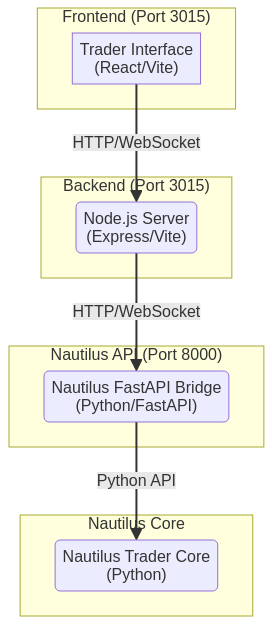 Frontend (Port 3015)
Trader Interface
(React/Vite)
HTTP/WebSocket
Backend (Port 3015)
Node.js Server
(Express/Vite)
HTTP/WebSocket
Nautilus API (Port 8000)
Nautilus FastAPI Bridge
(Python/FastAPI)
Python API
Nautilus Core
Nautilus Trader Core
(Python)